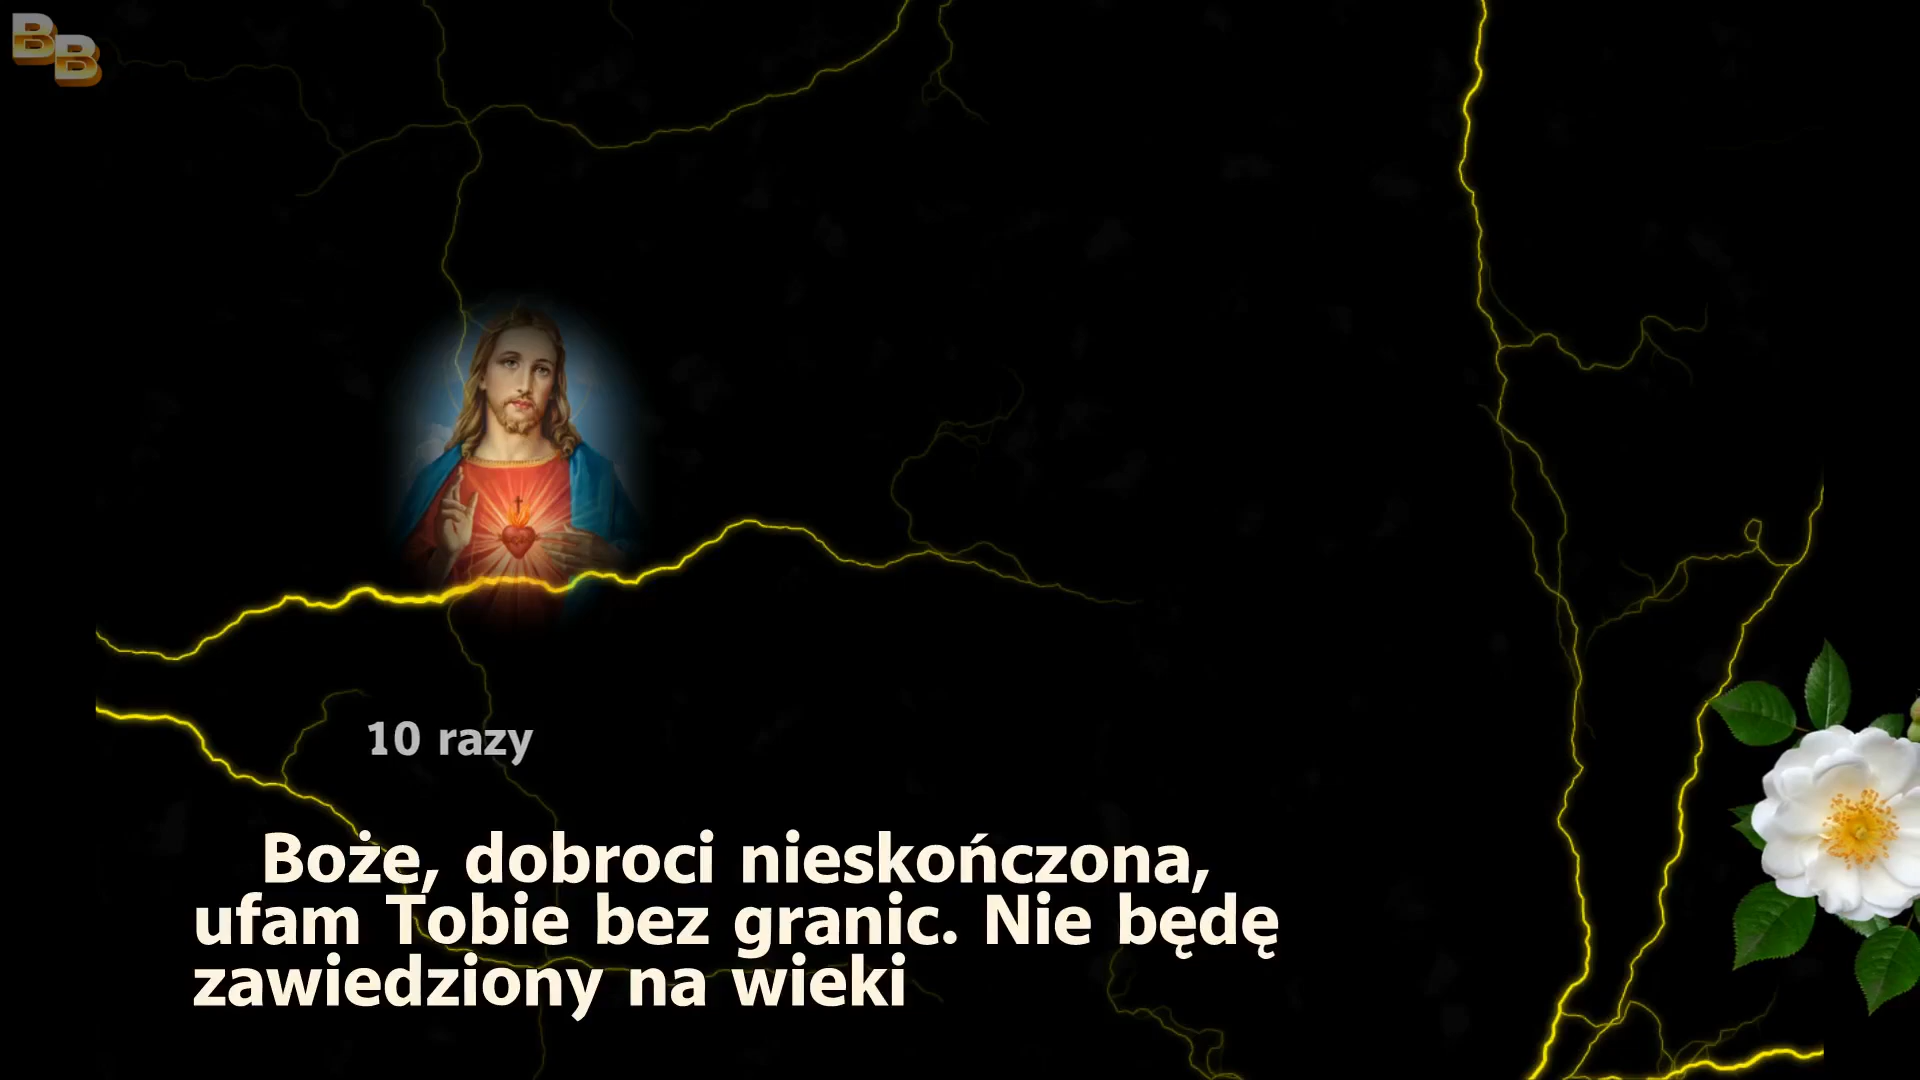 BB
10 razy
Boże, dobroci nieskończona,
ufam Tobie bez granic. Nie będę
zawiedziony na wieki